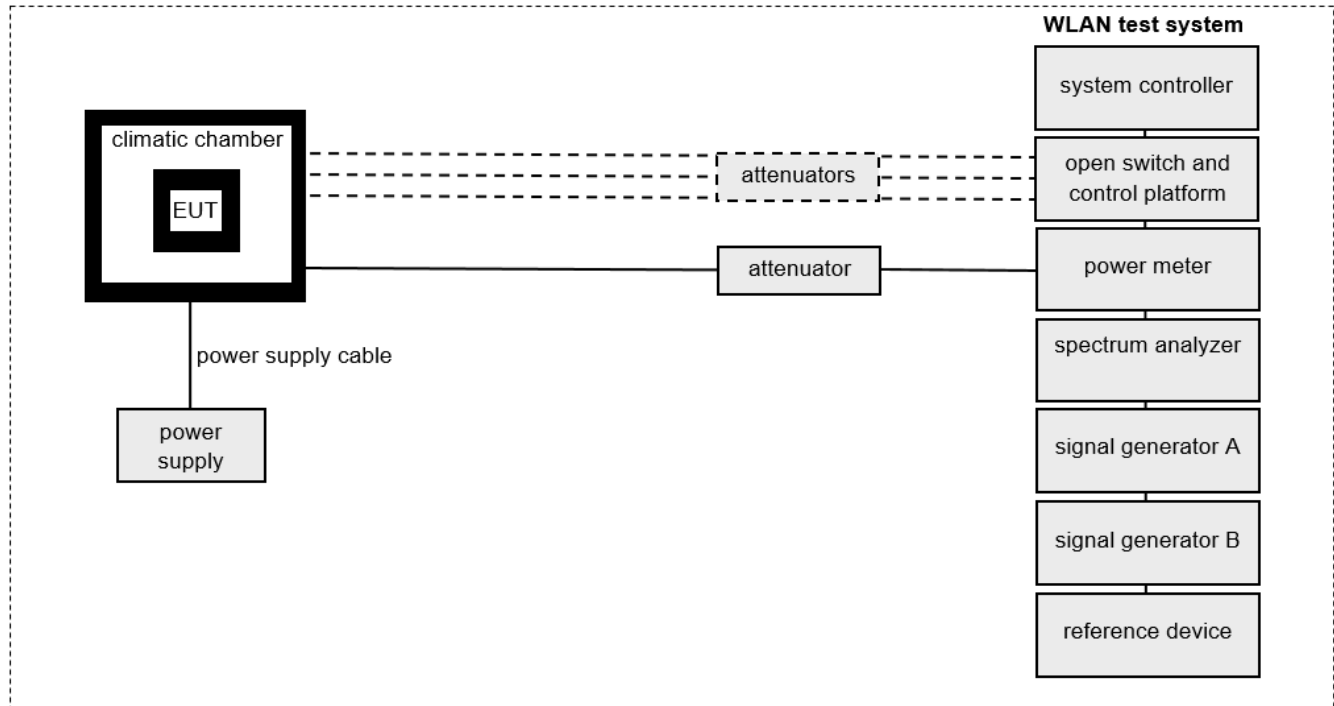 WLAN test system
system controller
climatic chamber
EUT
attenuators
open switch and
control platform
attenuator
power meter
power supply cable
spectrum analyzer
power
supply
signal generator A
signal generator B
reference device